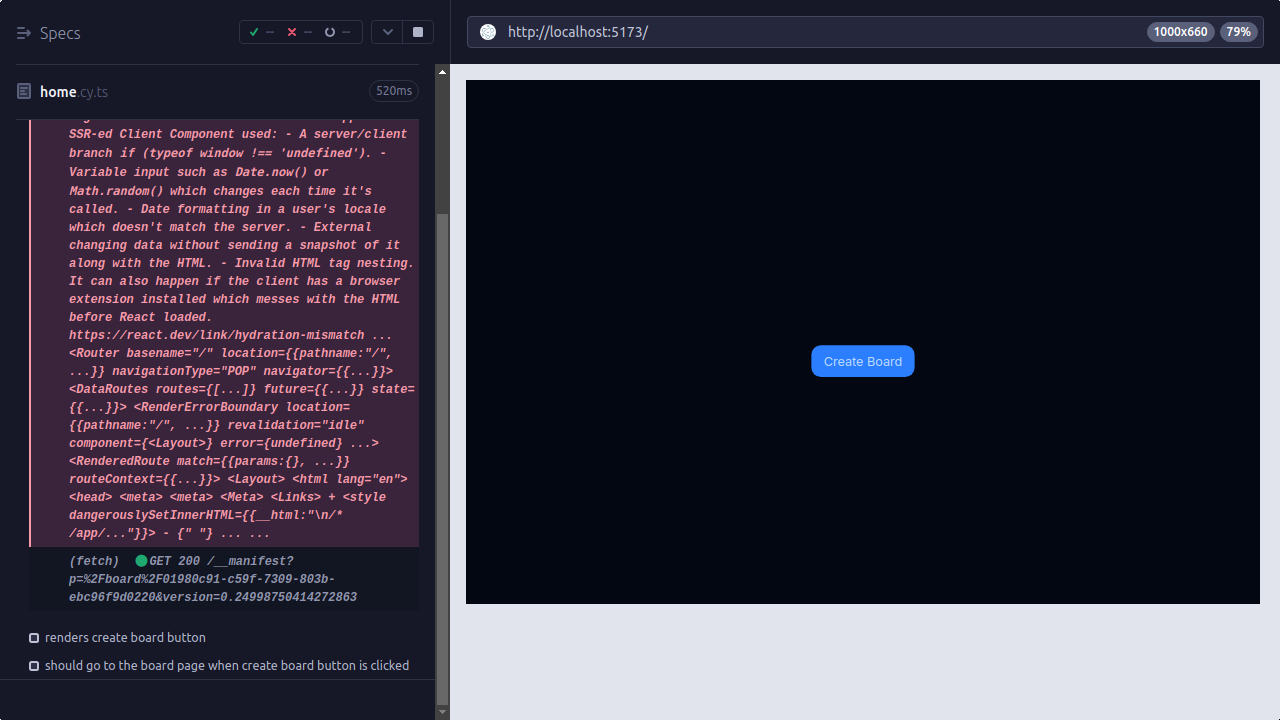 Specs
-- -- --
http://localhost:5173/
1000x660
79%
home.cy.ts
520ms
SSR-ed Client Component used: - A server/client
branch if (typeof window !== 'undefined'). -
Variable input such as Date.now() or
Math.random() which changes each time it's
called. - Date formatting in a user's locale
which doesn't match the server. - External
changing data without sending a snapshot of it
along with the HTML. - Invalid HTML tag nesting.
It can also happen if the client has a browser
extension installed which messes with the HTML
before React loaded.
https://react.dev/link/hydration-mismatch ...
<Router basename="/" location={{pathname:"/",
...}} navigationType="POP" navigator={{...}}>
<DataRoutes routes={[...]} future={{...}} state=
{{...}}> <RenderErrorBoundary location=
{{pathname:"/", ...}} revalidation="idle"
component={<Layout>} error={undefined} ...>
<RenderedRoute match={{params:{}, ...}}
routeContext={{...}}> <Layout> <html lang="en">
<head> <meta> <meta> <Meta> <Links> + <style
dangerouslySetInnerHTML={{__html:"\n/*
/app/..."}}> - {" "} ... ...
(fetch) GET 200 /__manifest?
p=%2Fboard%2F01980c91-c59f-7309-803b-
ebc96f9d0220&version=0.24998750414272863
renders create board button
should go to the board page when create board button is clicked
Create Board